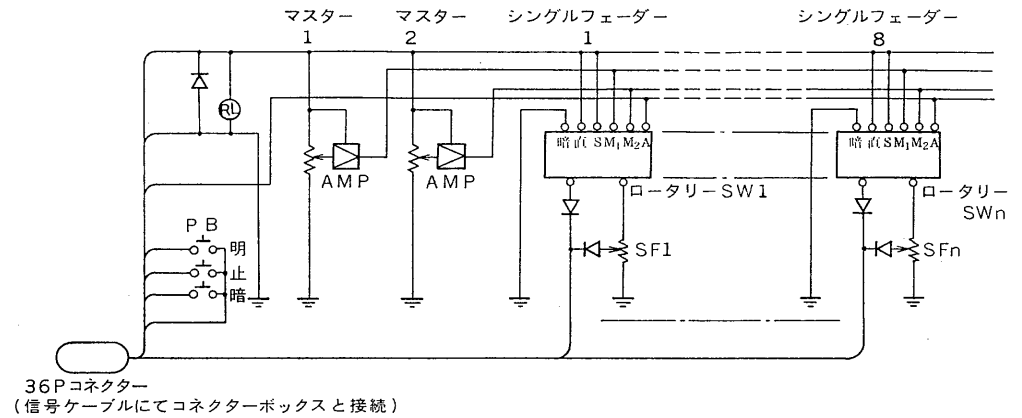 マスター
1
マスター
2
シングルフェーダー
1
シングルフェーダー
8
RL
AMP
AMP
暗 直 S M₁ M₂ A
暗 直 S M₁ M₂ A
ロータリーSW1
ロータリー
SWn
PB
明
止
暗
SF1
SFn
36Pコネクター
(信号ケーブルにてコネクターボックスと接続)